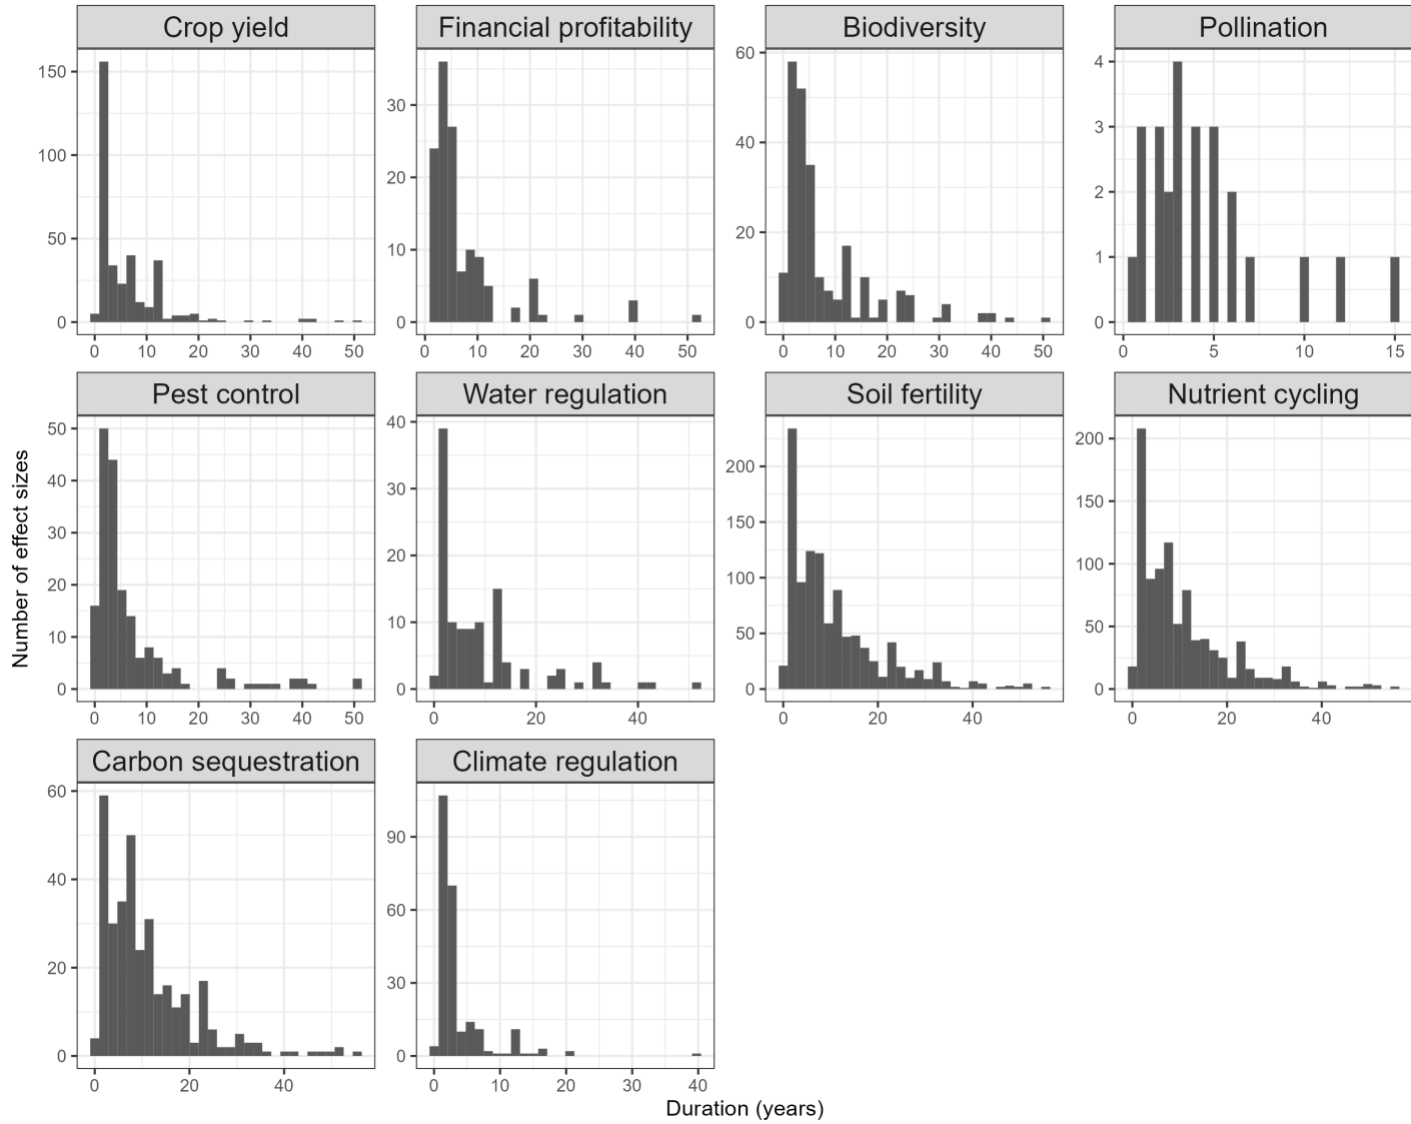 Crop yield
Financial profitability
Biodiversity
Pollination
150
100
50
0
0 10 20 30 40 50
30
20
10
0
0 10 20 30 40 50
60
40
20
0
0 10 20 30 40 50
4
3
2
1
0
0 5 10 15
Number of effect sizes
Pest control
Water regulation
Soil fertility
Nutrient cycling
50
40
30
20
10
0
0 10 20 30 40 50
40
30
20
10
0
0 20 40
200
150
100
50
0
0 20 40
200
150
100
50
0
0 20 40
Carbon sequestration
Climate regulation
60
40
20
0
0 20 40
90
60
30
0
0 10 20 30 40
Duration (years)